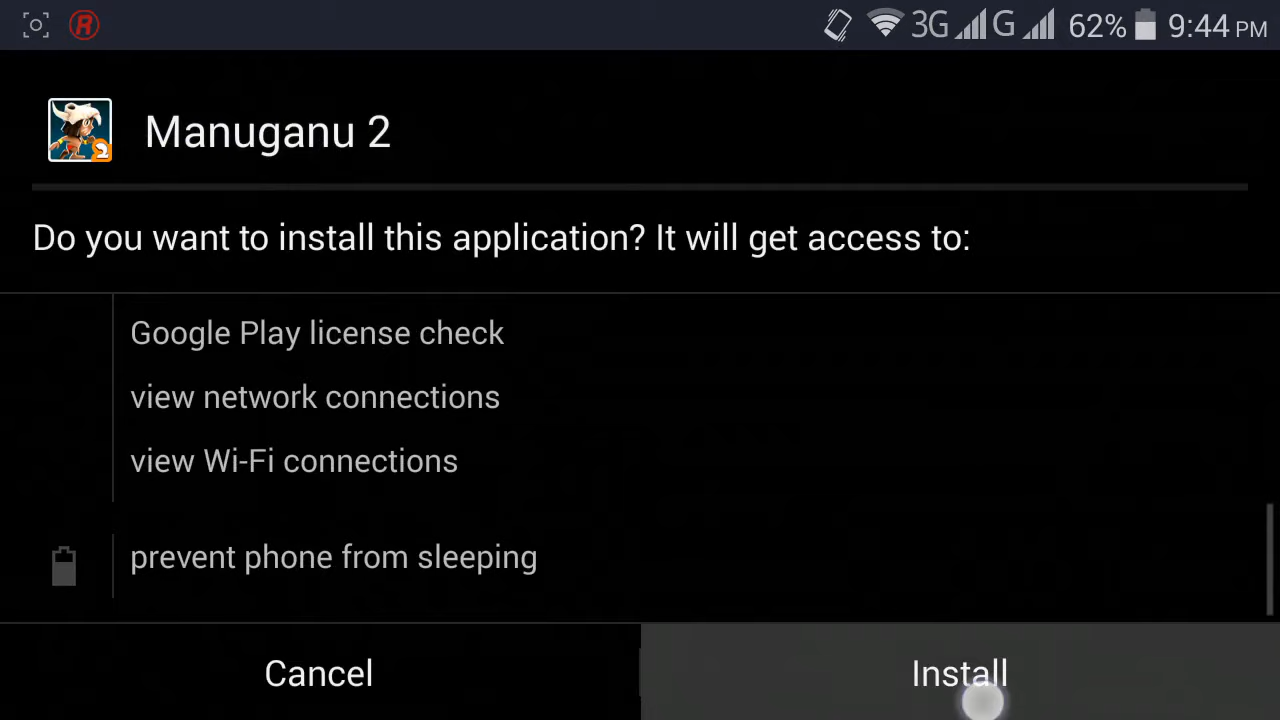 R 3G G 62% 9:44 PM
2
Manuganu 2
Do you want to install this application? It will get access to:
Google Play license check
view network connections
view Wi-Fi connections
prevent phone from sleeping
Cancel Install